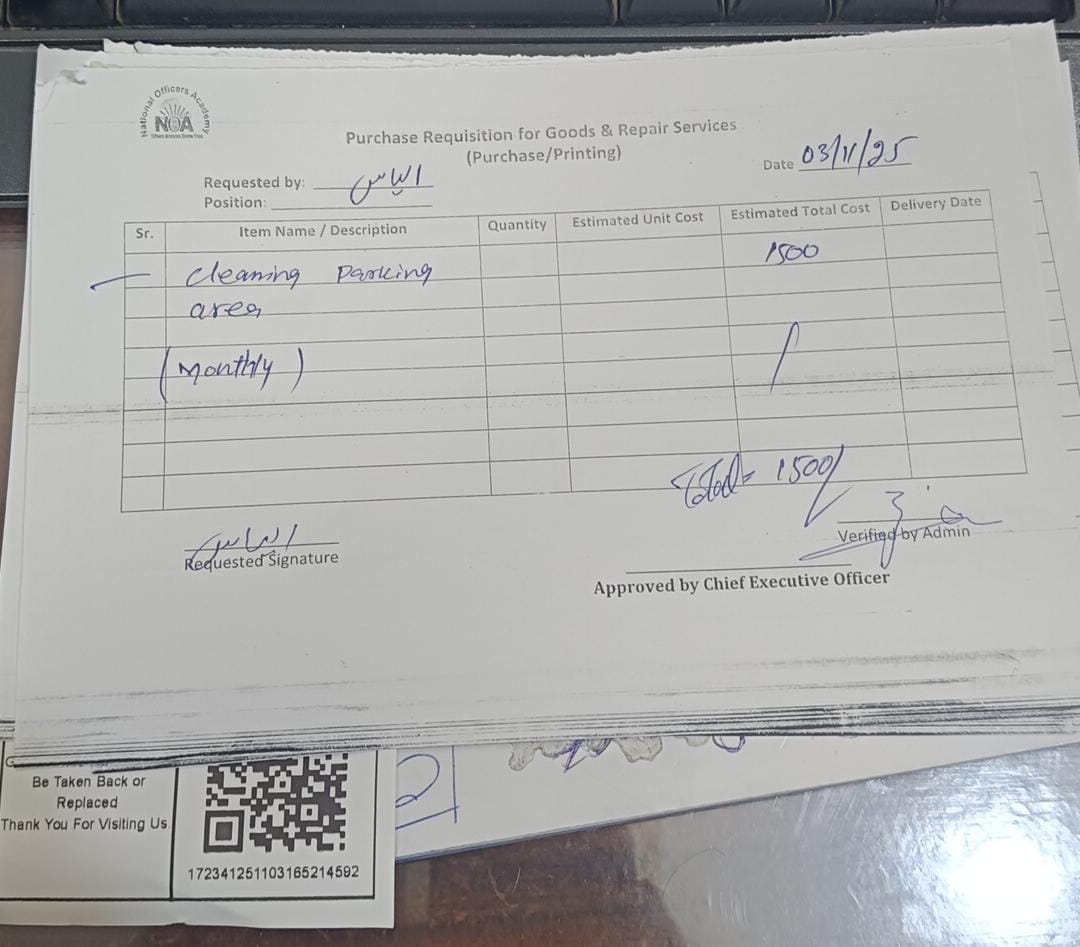 National Officers Academy
NOA
Purchase Requisition for Goods & Repair Services
(Purchase/Printing)
Date 03/11/25
Requested by: الیاس
Position:
Sr. Item Name / Description Quantity Estimated Unit Cost Estimated Total Cost Delivery Date
cleaning parking 1500
area
(monthly)
Total = 1500/
الیاس
Requested Signature
Verified by Admin
Approved by Chief Executive Officer
Be Taken Back or
Replaced
Thank You For Visiting Us
172341251103165214592